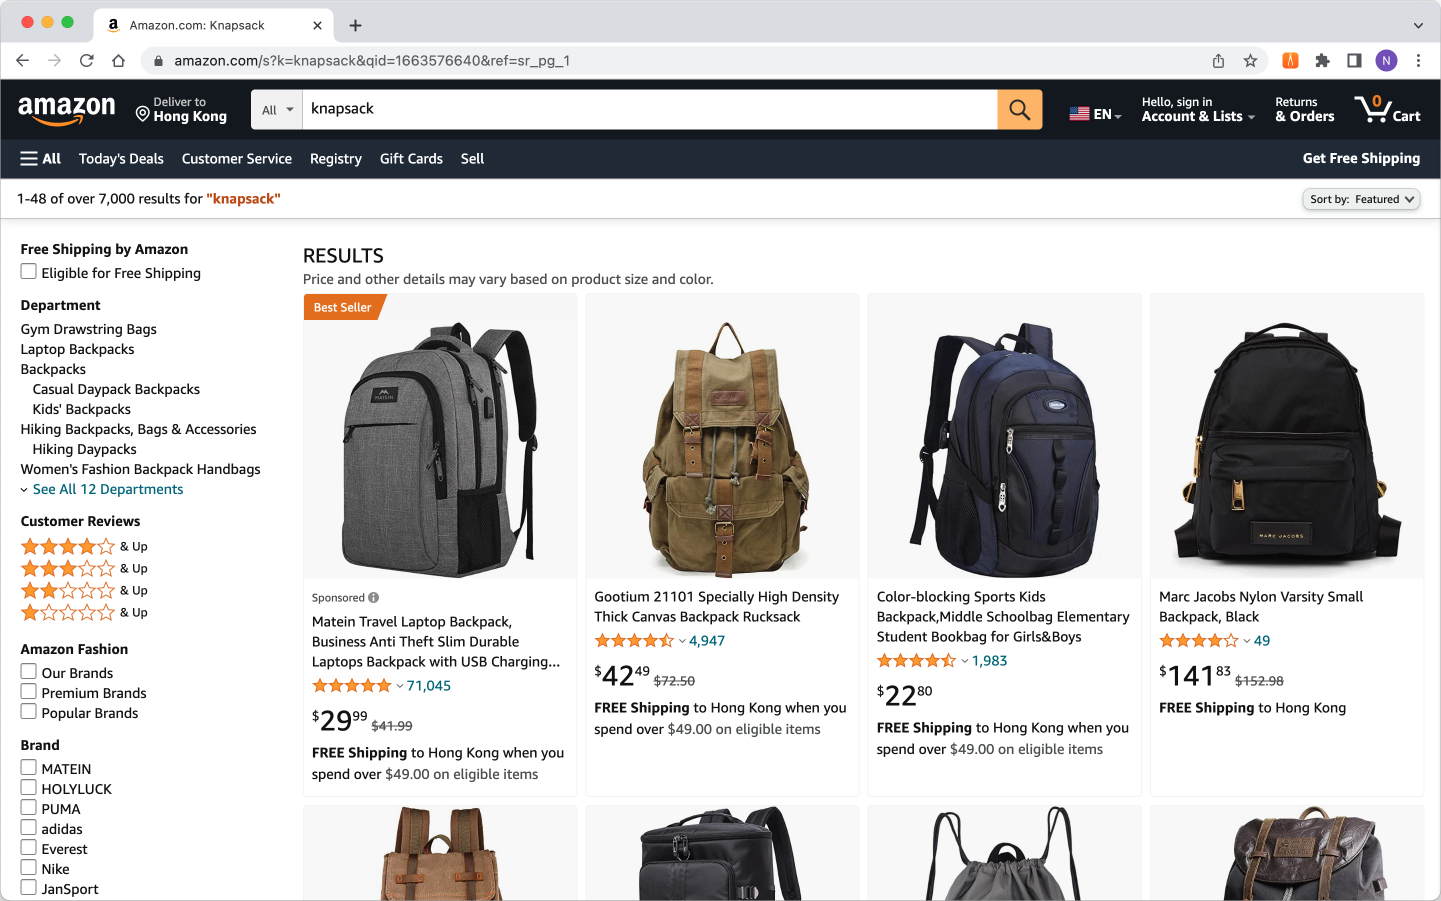 Amazon.com: Knapsack
amazon.com/s?k=knapsack&qid=1663576640&ref=sr_pg_1
N
amazon
Deliver to
Hong Kong
All
knapsack
EN
Hello, sign in
Account & Lists
Returns
& Orders
0
Cart
All
Today's Deals
Customer Service
Registry
Gift Cards
Sell
Get Free Shipping
1-48 of over 7,000 results for "knapsack"
Sort by: Featured
Free Shipping by Amazon
Eligible for Free Shipping
Department
Gym Drawstring Bags
Laptop Backpacks
Backpacks
Casual Daypack Backpacks
Kids' Backpacks
Hiking Backpacks, Bags & Accessories
Hiking Daypacks
Women's Fashion Backpack Handbags
See All 12 Departments
Customer Reviews
& Up
& Up
& Up
& Up
Amazon Fashion
Our Brands
Premium Brands
Popular Brands
Brand
MATEIN
HOLYLUCK
PUMA
adidas
Everest
Nike
JanSport
RESULTS
Price and other details may vary based on product size and color.
Best Seller
MATEIN
Sponsored
Matein Travel Laptop Backpack,
Business Anti Theft Slim Durable
Laptops Backpack with USB Charging...
71,045
$29.99 $41.99
FREE Shipping to Hong Kong when you
spend over $49.00 on eligible items
Gootium 21101 Specially High Density
Thick Canvas Backpack Rucksack
4,947
$42.49 $72.50
FREE Shipping to Hong Kong when you
spend over $49.00 on eligible items
Color-blocking Sports Kids
Backpack,Middle Schoolbag Elementary
Student Bookbag for Girls&Boys
1,983
$22.80
FREE Shipping to Hong Kong when you
spend over $49.00 on eligible items
MARC JACOBS
Marc Jacobs Nylon Varsity Small
Backpack, Black
49
$141.83 $152.98
FREE Shipping to Hong Kong